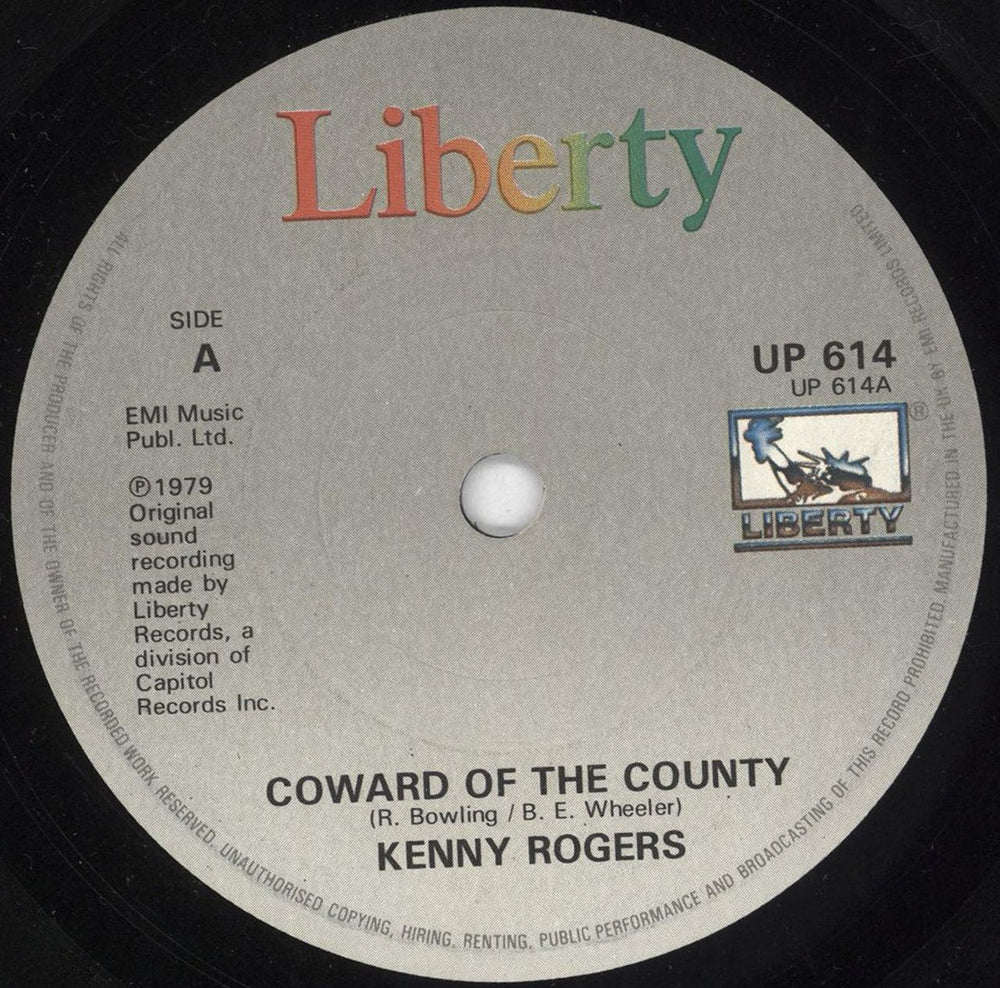 Liberty
SIDE
A
EMI Music
Publ. Ltd.
℗1979
Original
sound
recording
made by
Liberty
Records, a
division of
Capitol
Records Inc.
UP 614
UP 614A
®
LIBERTY
COWARD OF THE COUNTY
(R. Bowling / B. E. Wheeler)
KENNY ROGERS
ALL RIGHTS OF THE PRODUCER AND OF THE OWNER OF THE RECORDED WORK RESERVED. UNAUTHORISED COPYING, HIRING, RENTING, PUBLIC PERFORMANCE AND BROADCASTING OF THIS RECORD PROHIBITED. MANUFACTURED IN THE UK BY EMI RECORDS LIMITED